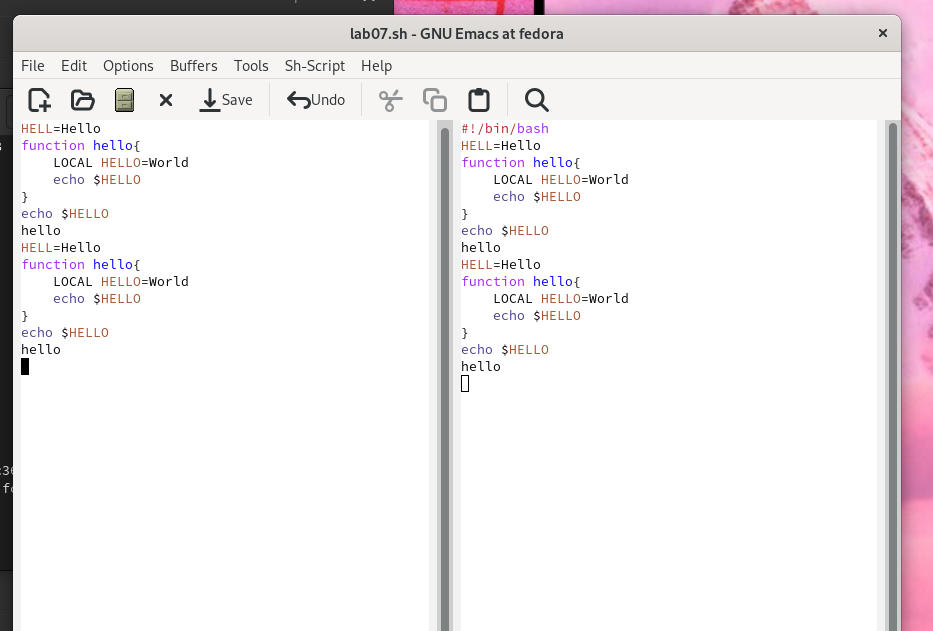 lab07.sh - GNU Emacs at fedora
File Edit Options Buffers Tools Sh-Script Help
Save Undo
HELL=Hello
function hello{
    LOCAL HELLO=World
    echo $HELLO
}
echo $HELLO
hello
HELL=Hello
function hello{
    LOCAL HELLO=World
    echo $HELLO
}
echo $HELLO
hello
#!/bin/bash
HELL=Hello
function hello{
    LOCAL HELLO=World
    echo $HELLO
}
echo $HELLO
hello
HELL=Hello
function hello{
    LOCAL HELLO=World
    echo $HELLO
}
echo $HELLO
hello